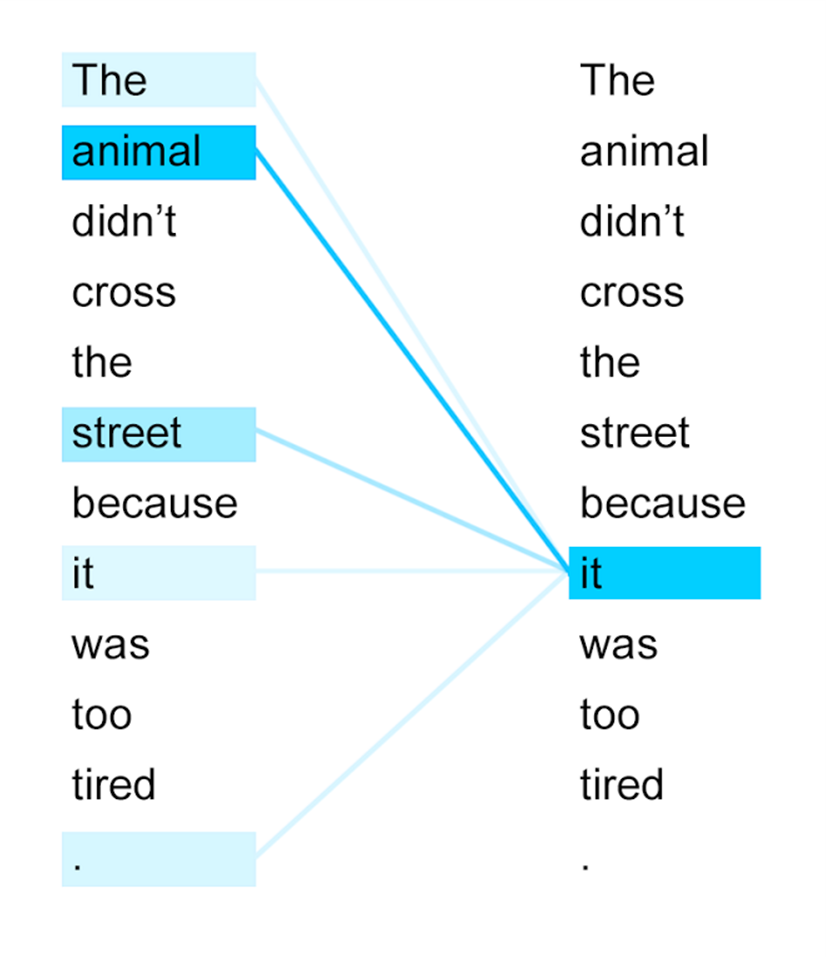 The The
animal animal
didn’t didn’t
cross cross
the the
street street
because because
it it
was was
too too
tired tired
. .